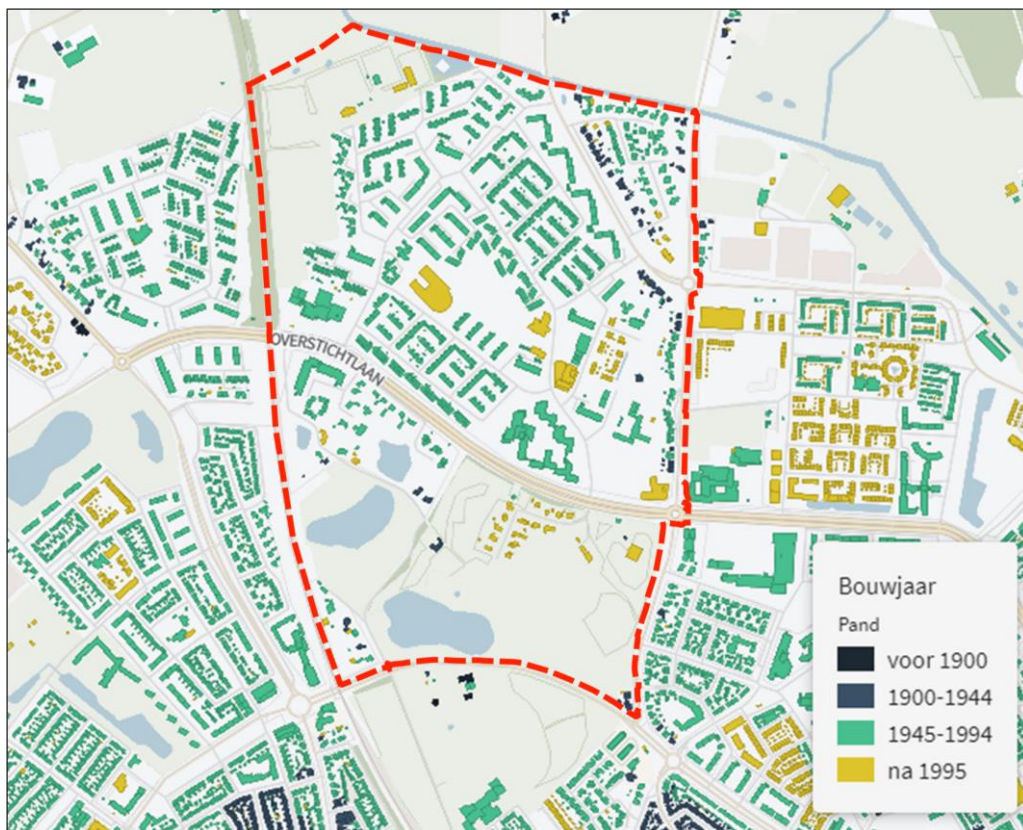 OVERSTICHTLAAN
Bouwjaar
Pand
voor 1900
1900-1944
1945-1994
na 1995